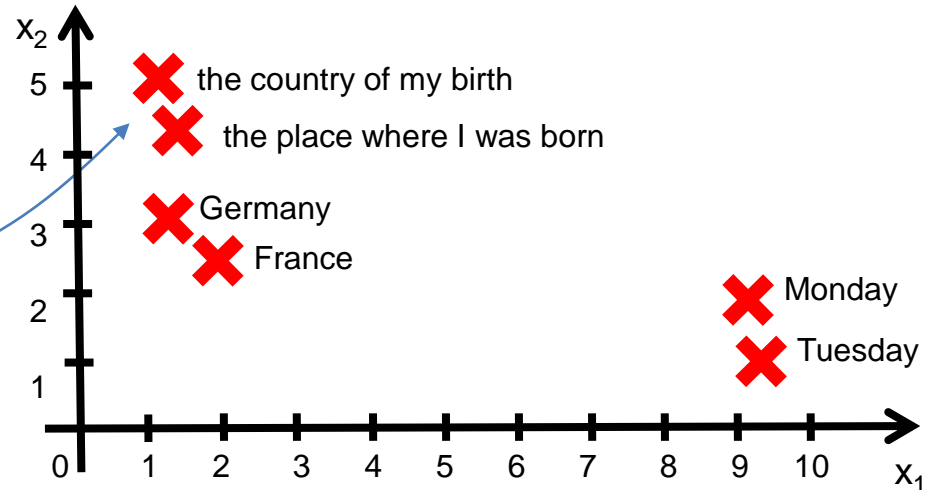 x2
5
the country of my birth
the place where I was born
4
Germany
3
France
2
Monday
Tuesday
1
0 1 2 3 4 5 6 7 8 9 10
x1